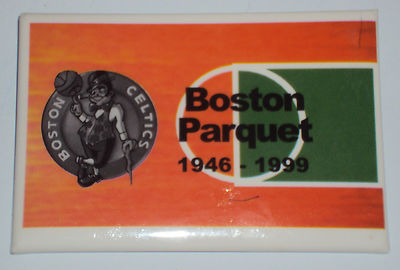 BOSTON CELTICS
Boston
Parquet
1946 - 1999